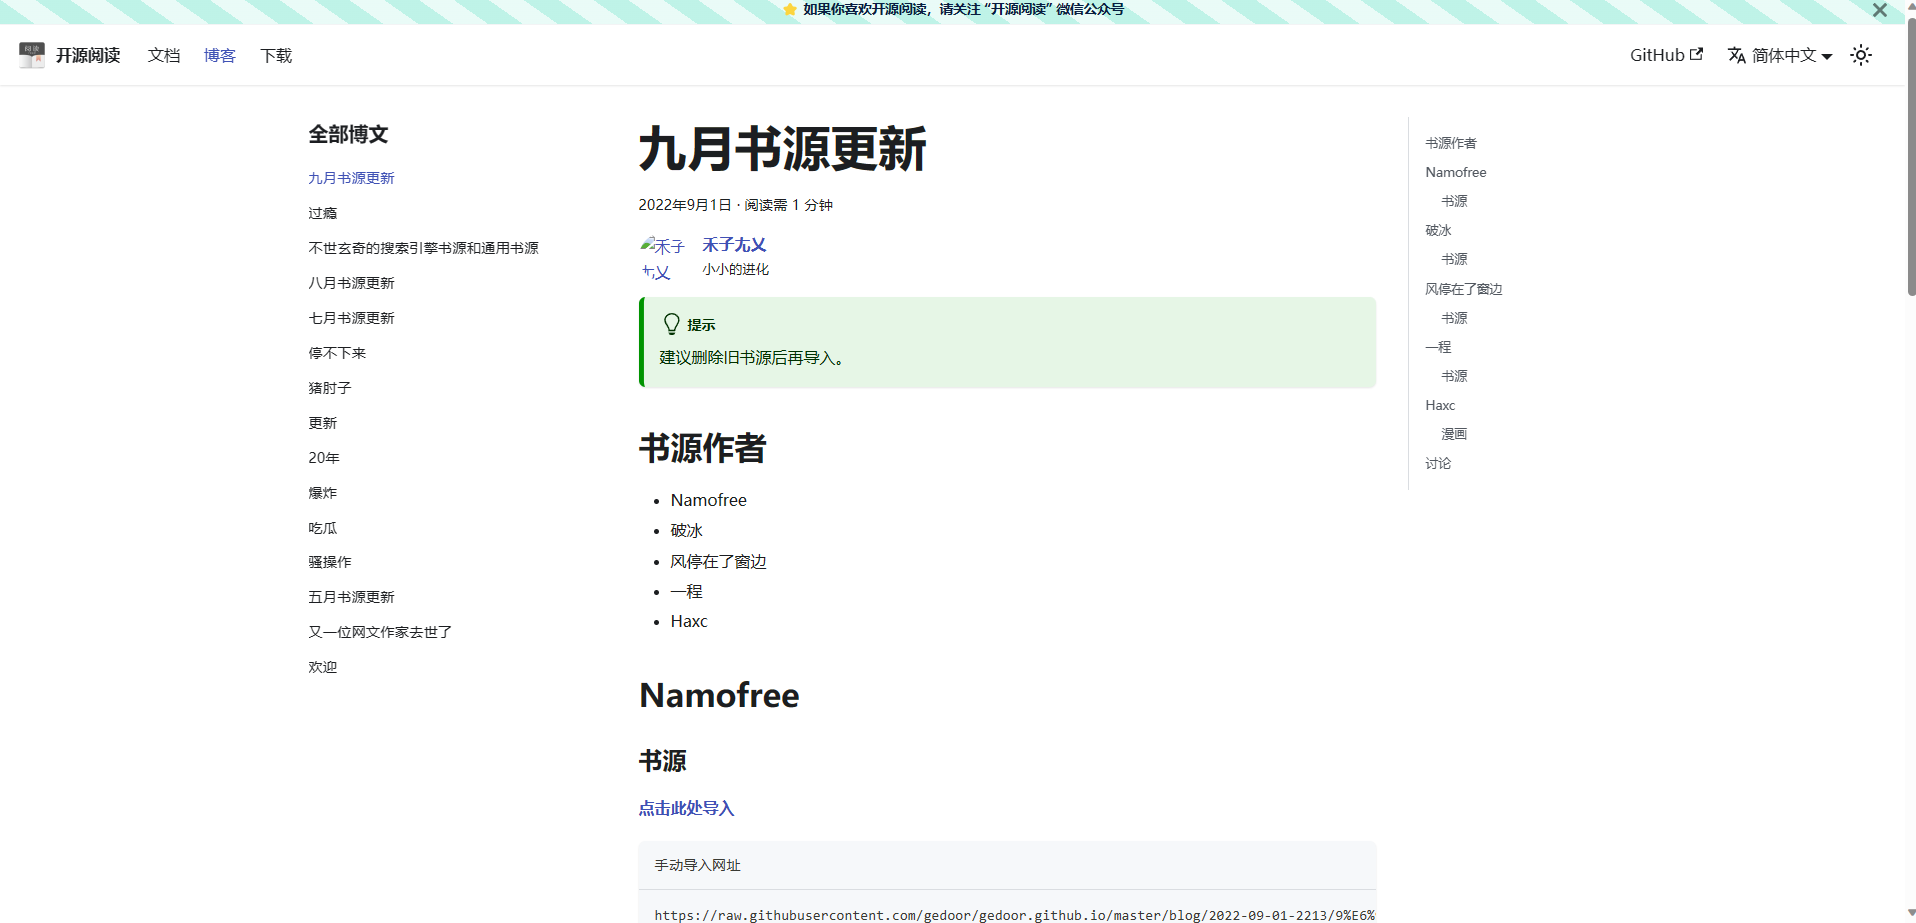 ⭐ 如果你喜欢开源阅读，请关注 “开源阅读” 微信公众号
开源阅读 文档 博客 下载 GitHub 简体中文
全部博文
九月书源更新
过瘾
不世玄奇的搜索引擎书源和通用书源
八月书源更新
七月书源更新
停不下来
猪肘子
更新
20年
爆炸
吃瓜
骚操作
五月书源更新
又一位网文作家去世了
欢迎
九月书源更新
2022年9月1日 · 阅读需 1 分钟
禾子尢乂
禾子尢乂
小小的进化
提示
建议删除旧书源后再导入。
书源作者
Namofree
破冰
风停在了窗边
一程
Haxc
Namofree
书源
点击此处导入
手动导入网址
https://raw.githubusercontent.com/gedoor/gedoor.github.io/master/blog/2022-09-01-2213/9%E6%
书源作者
Namofree
书源
破冰
书源
风停在了窗边
书源
一程
书源
Haxc
漫画
讨论